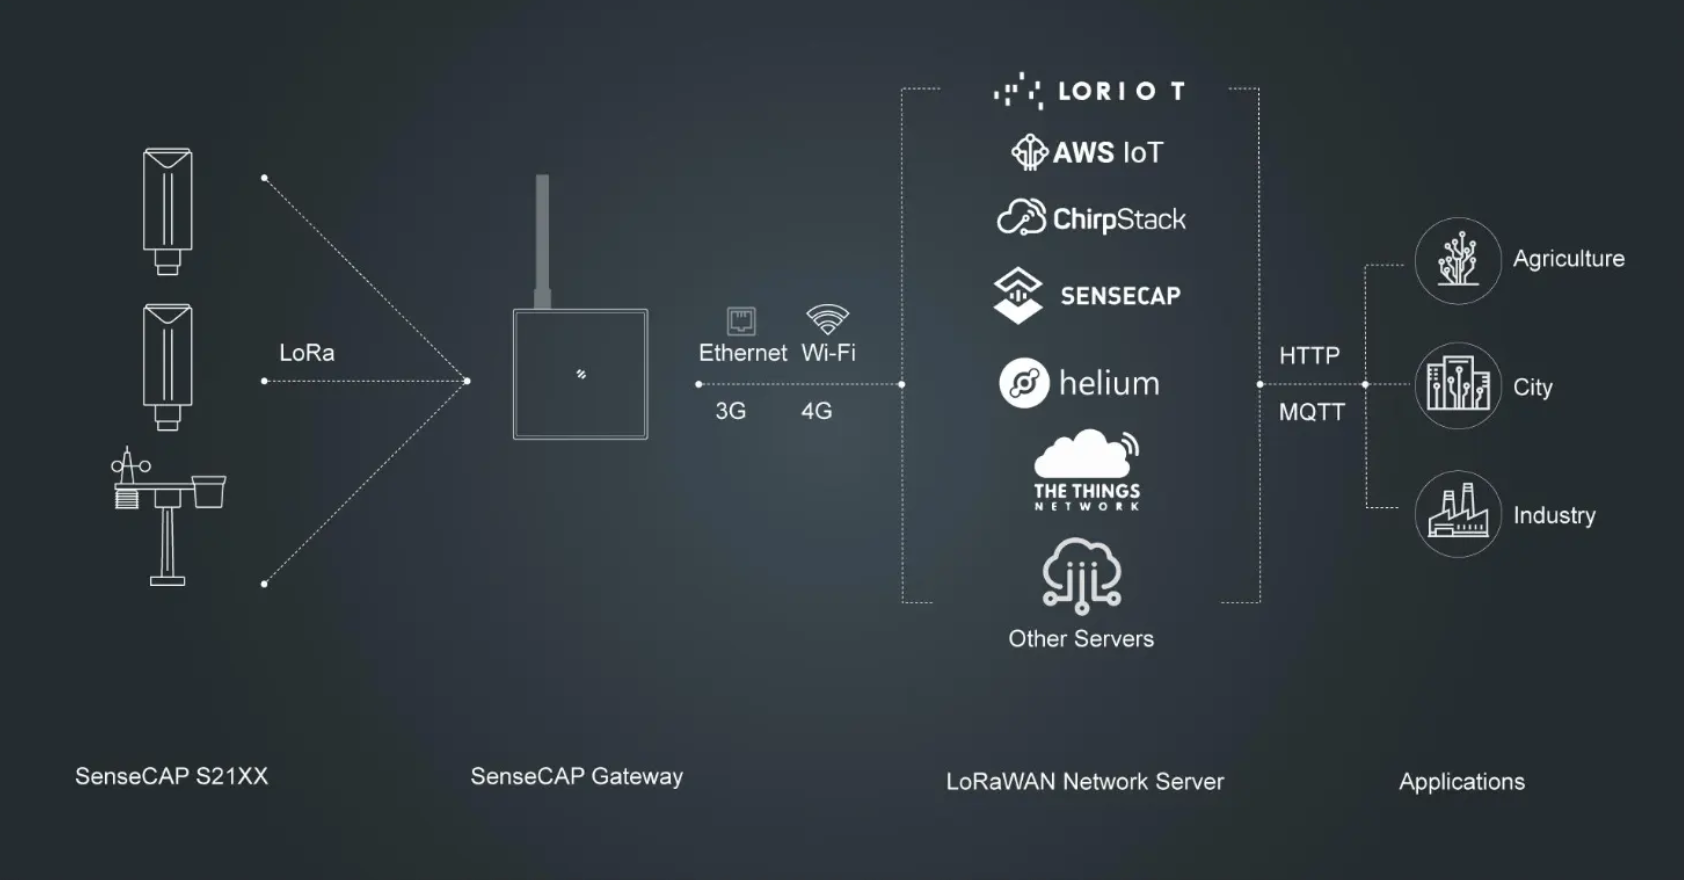 LORIOT
AWS IoT
ChirpStack
SENSECAP
helium
THE THINGS
NETWORK
Other Servers
LoRa
Ethernet Wi-Fi
3G 4G
HTTP
MQTT
Agriculture
City
Industry
SenseCAP S21XX
SenseCAP Gateway
LoRaWAN Network Server
Applications